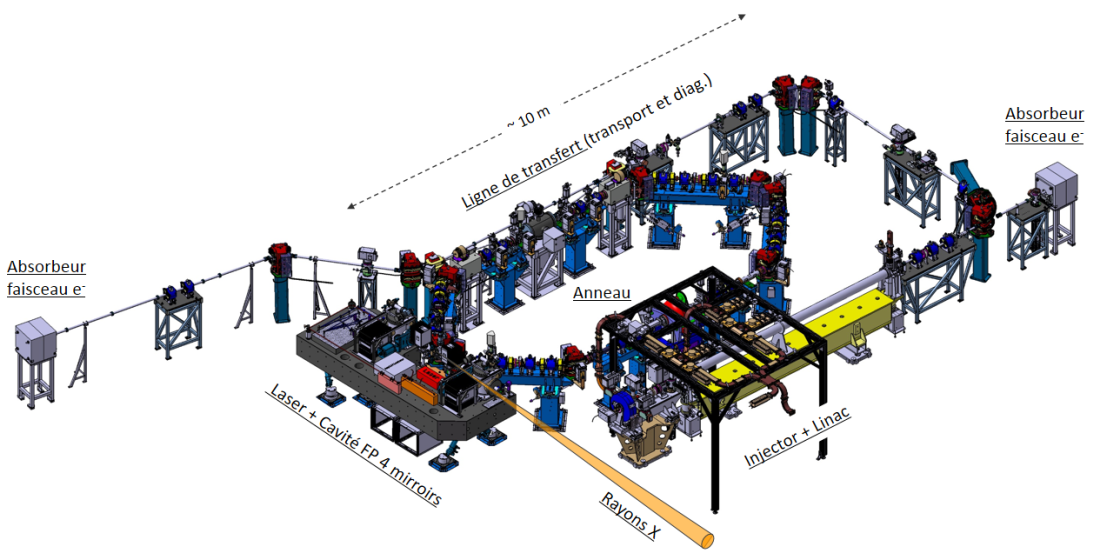 ~ 10 m
Ligne de transfert (transport et diag.)
Absorbeur
faisceau e-
Absorbeur
faisceau e-
Anneau
Laser + Cavité FP 4 mirroirs
Injector + Linac
Rayons X